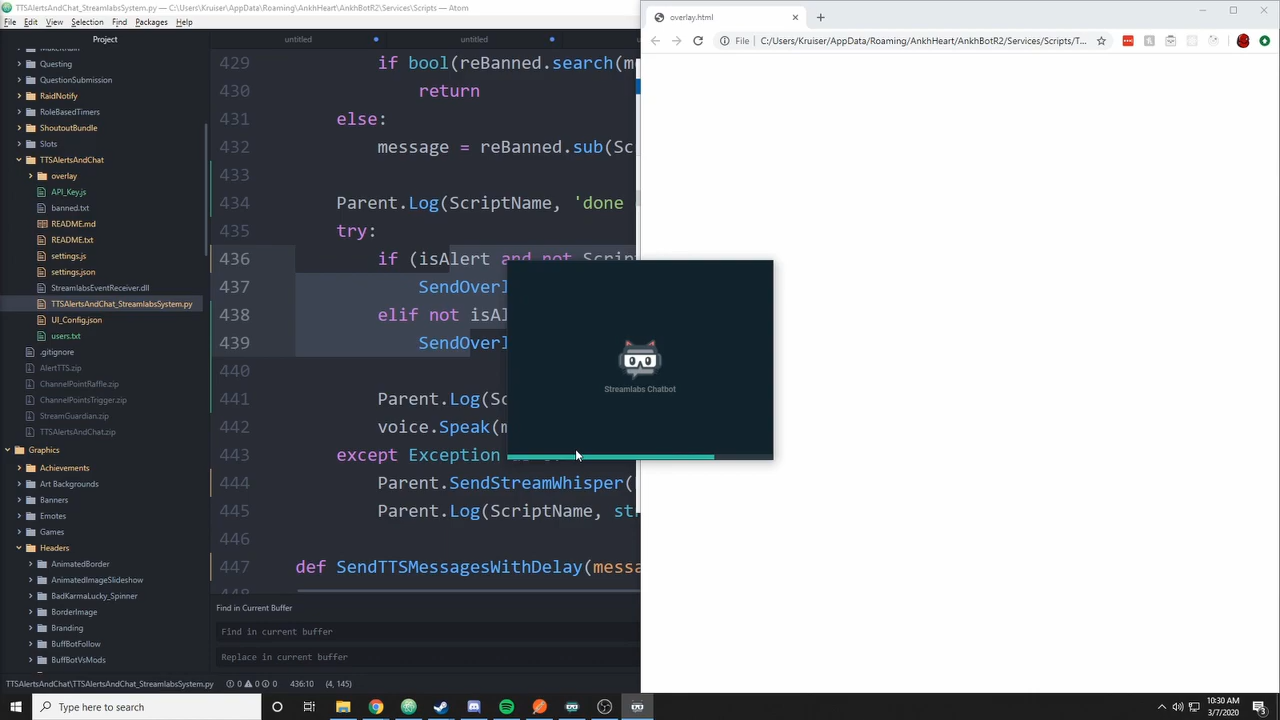 TTSAlertsAndChat_StreamlabsSystem.py — C:\Users\Kruiser\AppData\Roaming\AnkhHeart\AnkhBotR2\Services\Scripts — Atom
File Edit View Selection Find Packages Help
Project
untitled
untitled
Questing
QuestionSubmission
RaidNotify
RoleBasedTimers
ShoutoutBundle
Slots
TTSAlertsAndChat
overlay
API_Key.js
banned.txt
README.md
README.txt
settings.js
settings.json
StreamlabsEventReceiver.dll
TTSAlertsAndChat_StreamlabsSystem.py
UI_Config.json
users.txt
.gitignore
AlertTTS.zip
ChannelPointRaffle.zip
ChannelPointsTrigger.zip
StreamGuardian.zip
TTSAlertsAndChat.zip
Graphics
Achievements
Art Backgrounds
Banners
Emotes
Games
Headers
AnimatedBorder
AnimatedImageSlideshow
BadKarmaLucky_Spinner
BorderImage
Branding
BuffBotFollow
BuffBotVsMods
429 if bool(reBanned.search(m
430 return
431 else:
432 message = reBanned.sub(Sc
433
434 Parent.Log(ScriptName, 'done
435 try:
436 if (isAlert and not Scrip
437 SendOverl
438 elif not isAl
439 SendOverl
440
441 Parent.Log(Sc
442 voice.Speak(m
443 except Exception
444 Parent.SendStreamWhisper(
445 Parent.Log(ScriptName, st
446
447 def SendTTSMessagesWithDelay(messa
Find in Current Buffer
Find in current buffer
Replace in current buffer
TTSAlertsAndChat\TTSAlertsAndChat_StreamlabsSystem.py 0 0 0 436:10 (4, 145)
overlay.html
File C:/Users/Kruiser/AppData/Roaming/AnkhHeart/AnkhBotR2/Services/Scripts/T...
Streamlabs Chatbot
Type here to search
10:30 AM
3/7/2020
3